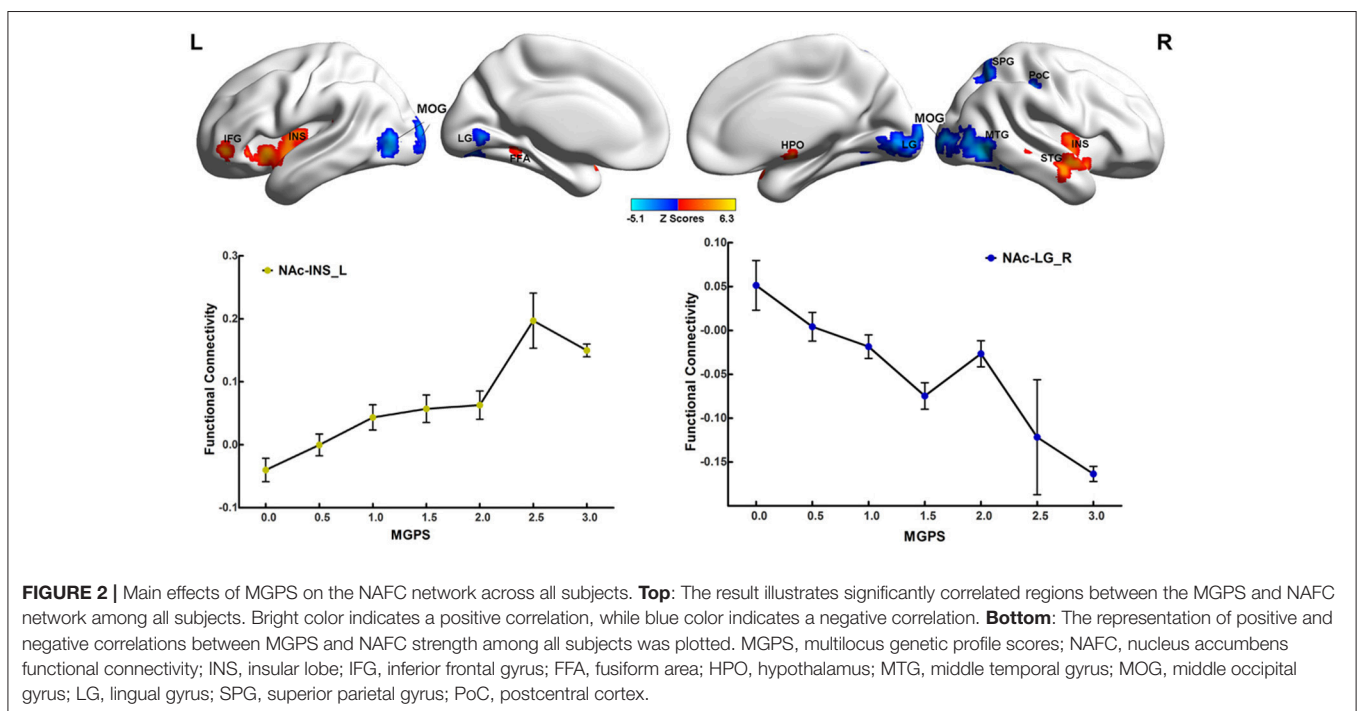 L
R
IFG
INS
MOG
LG
FFA
HPO
MOG
LG
SPG
PoC
MTG
STG
INS
-5.1 Z Scores 6.3
NAc-INS_L
Functional Connectivity
0.3
0.2
0.1
0.0
-0.1
0.0 0.5 1.0 1.5 2.0 2.5 3.0
MGPS
NAc-LG_R
Functional Connectivity
0.10
0.05
-0.00
-0.05
-0.10
-0.15
0.0 0.5 1.0 1.5 2.0 2.5 3.0
MGPS
FIGURE 2 | Main effects of MGPS on the NAFC network across all subjects. Top: The result illustrates significantly correlated regions between the MGPS and NAFC
network among all subjects. Bright color indicates a positive correlation, while blue color indicates a negative correlation. Bottom: The representation of positive and
negative correlations between MGPS and NAFC strength among all subjects was plotted. MGPS, multilocus genetic profile scores; NAFC, nucleus accumbens
functional connectivity; INS, insular lobe; IFG, inferior frontal gyrus; FFA, fusiform area; HPO, hypothalamus; MTG, middle temporal gyrus; MOG, middle occipital
gyrus; LG, lingual gyrus; SPG, superior parietal gyrus; PoC, postcentral cortex.